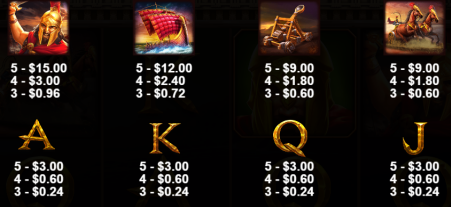 5 - $15.00 5 - $12.00 5 - $9.00 5 - $9.00
4 - $3.00 4 - $2.40 4 - $1.80 4 - $1.80
3 - $0.96 3 - $0.72 3 - $0.60 3 - $0.60
A K Q J
5 - $3.00 5 - $3.00 5 - $3.00 5 - $3.00
4 - $0.60 4 - $0.60 4 - $0.60 4 - $0.60
3 - $0.24 3 - $0.24 3 - $0.24 3 - $0.24